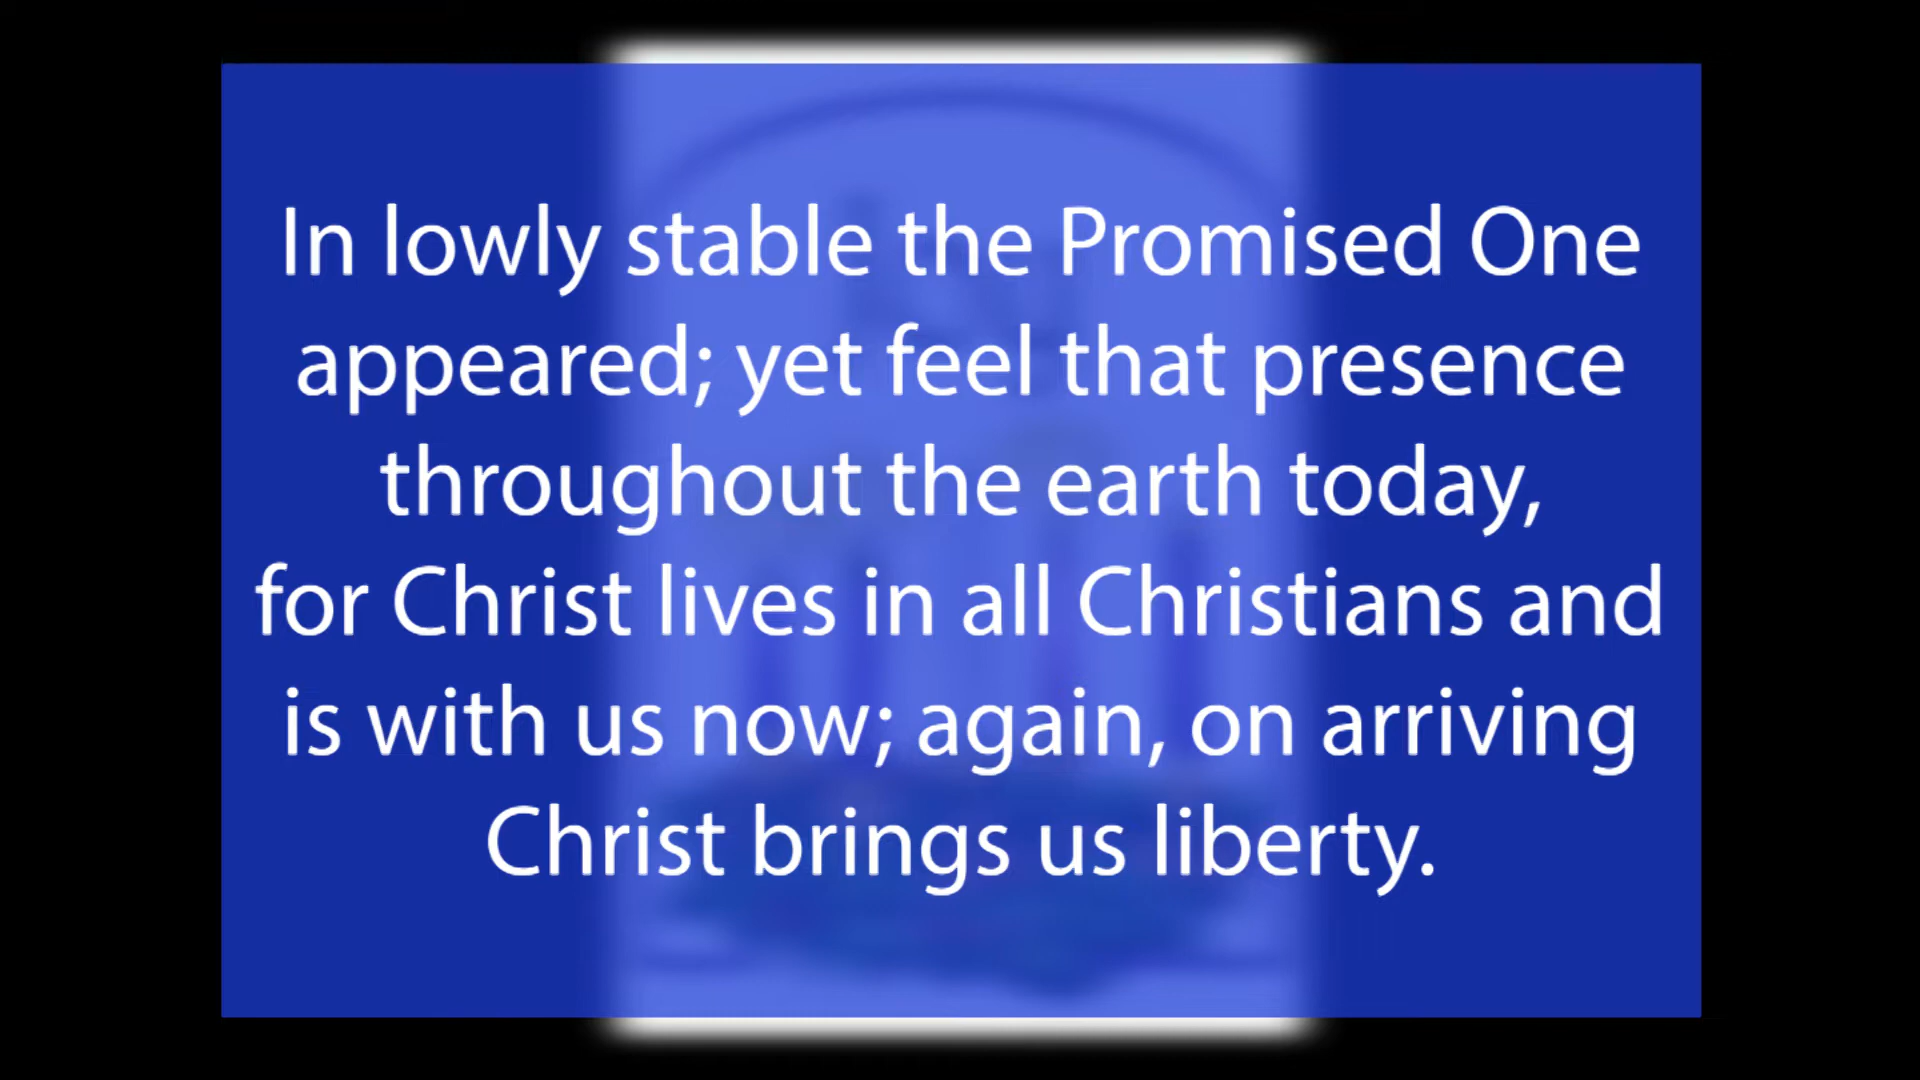 In lowly stable the Promised One
appeared; yet feel that presence
throughout the earth today,
for Christ lives in all Christians and
is with us now; again, on arriving
Christ brings us liberty.